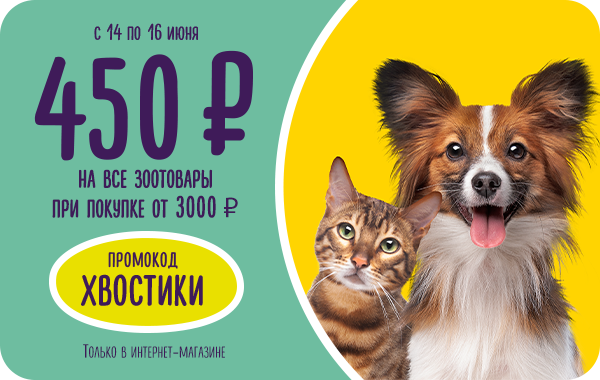 с 14 по 16 июня
450 ₽
на все зоотовары
при покупке от 3000 ₽
промокод
ХВОСТИКИ
Только в интернет-магазине